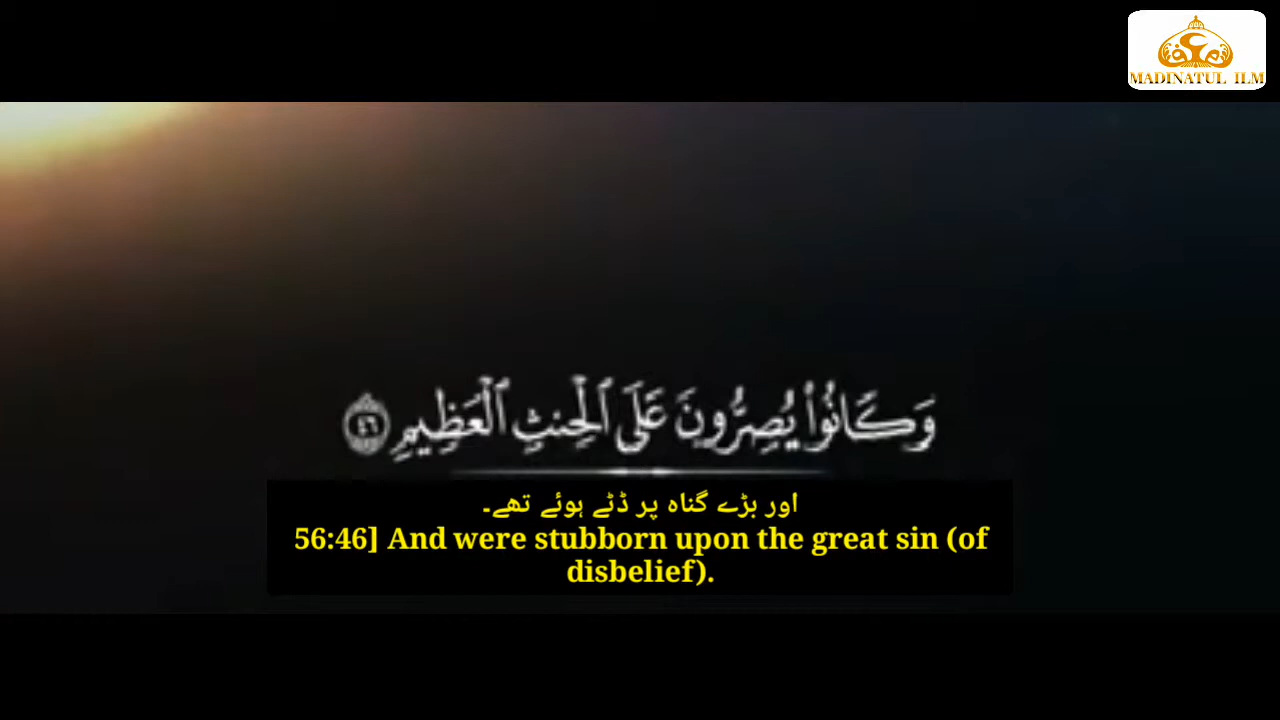 MADINATUL ILM
وَكَانُوا۟ يُصِرُّونَ عَلَى ٱلْحِنثِ ٱلْعَظِيمِ ٤٦
اور بڑے گناہ پر ڈٹے ہوئے تھے۔
56:46] And were stubborn upon the great sin (of
disbelief).